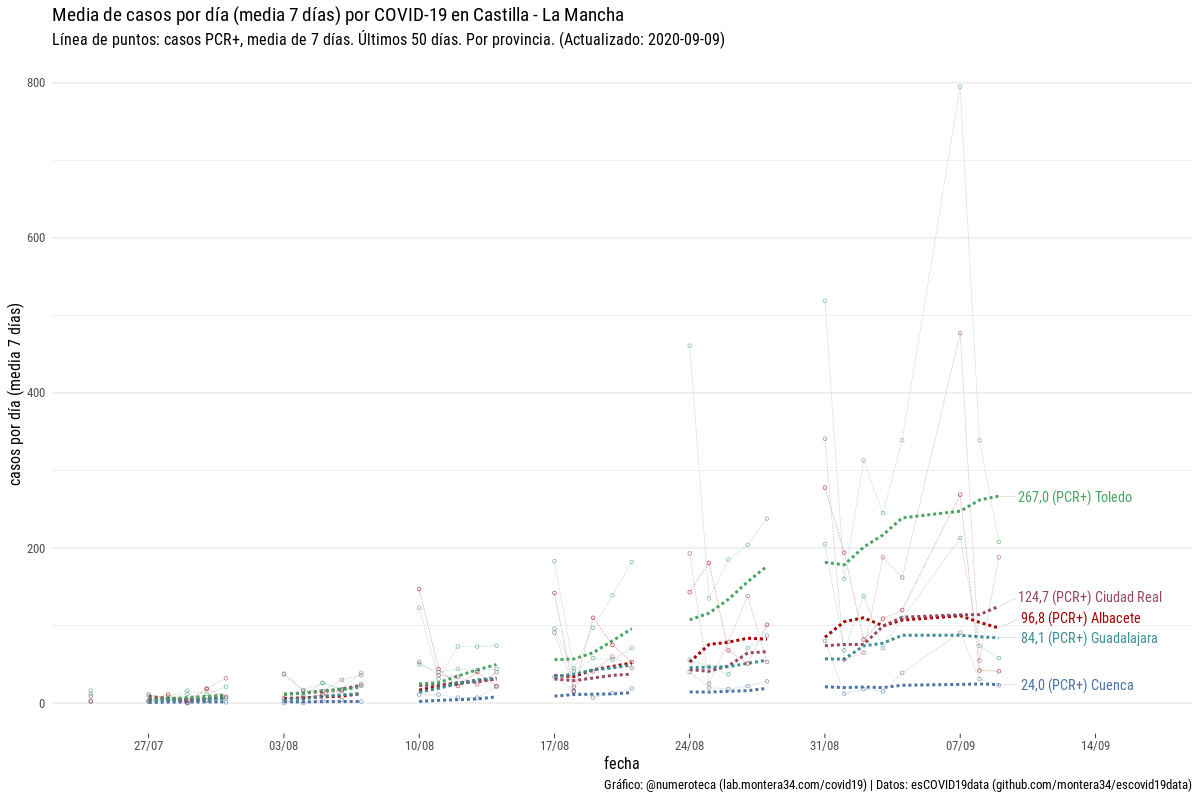 Media de casos por día (media 7 días) por COVID-19 en Castilla - La Mancha
Línea de puntos: casos PCR+, media de 7 días. Últimos 50 días. Por provincia. (Actualizado: 2020-09-09)
casos por día (media 7 días)
800
600
400
200
0
267,0 (PCR+) Toledo
124,7 (PCR+) Ciudad Real
96,8 (PCR+) Albacete
84,1 (PCR+) Guadalajara
24,0 (PCR+) Cuenca
27/07
03/08
10/08
17/08
24/08
31/08
07/09
14/09
fecha
Gráfico: @numeroteca (lab.montera34.com/covid19) | Datos: esCOVID19data (github.com/montera34/escovid19data)